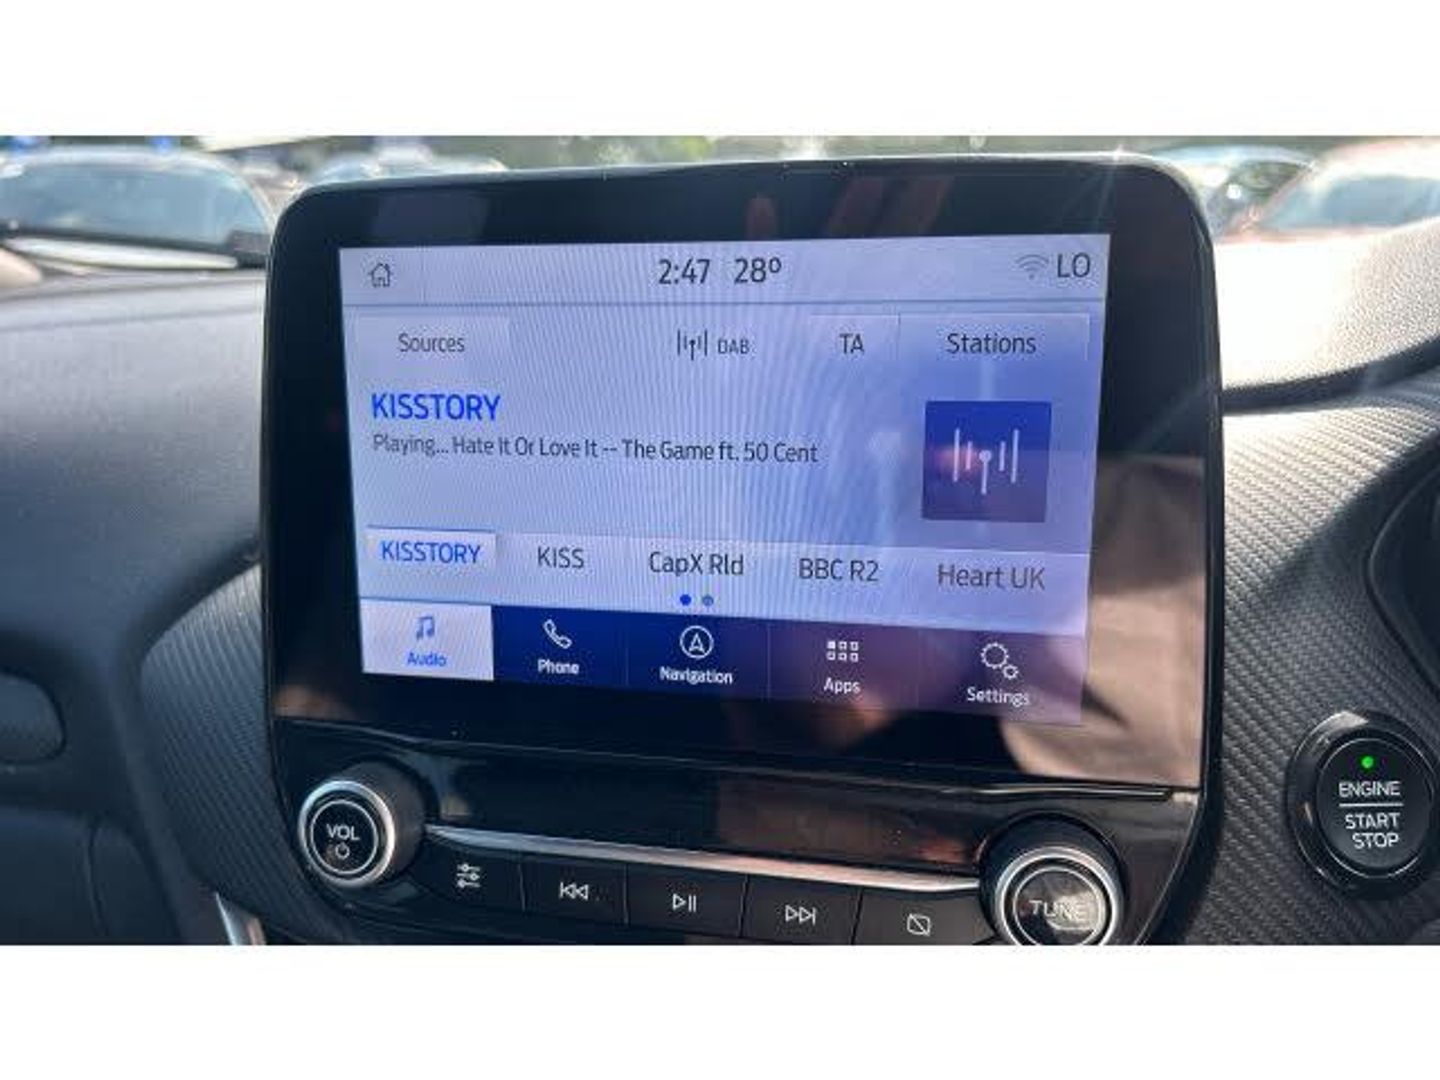 2:47 28º LO
Sources DAB TA Stations
KISSTORY
Playing... Hate It Or Love It -- The Game ft. 50 Cent
KISSTORY KISS CapX Rld BBC R2 Heart UK
Audio Phone Navigation Apps Settings
VOL
TUNE
ENGINE
START
STOP